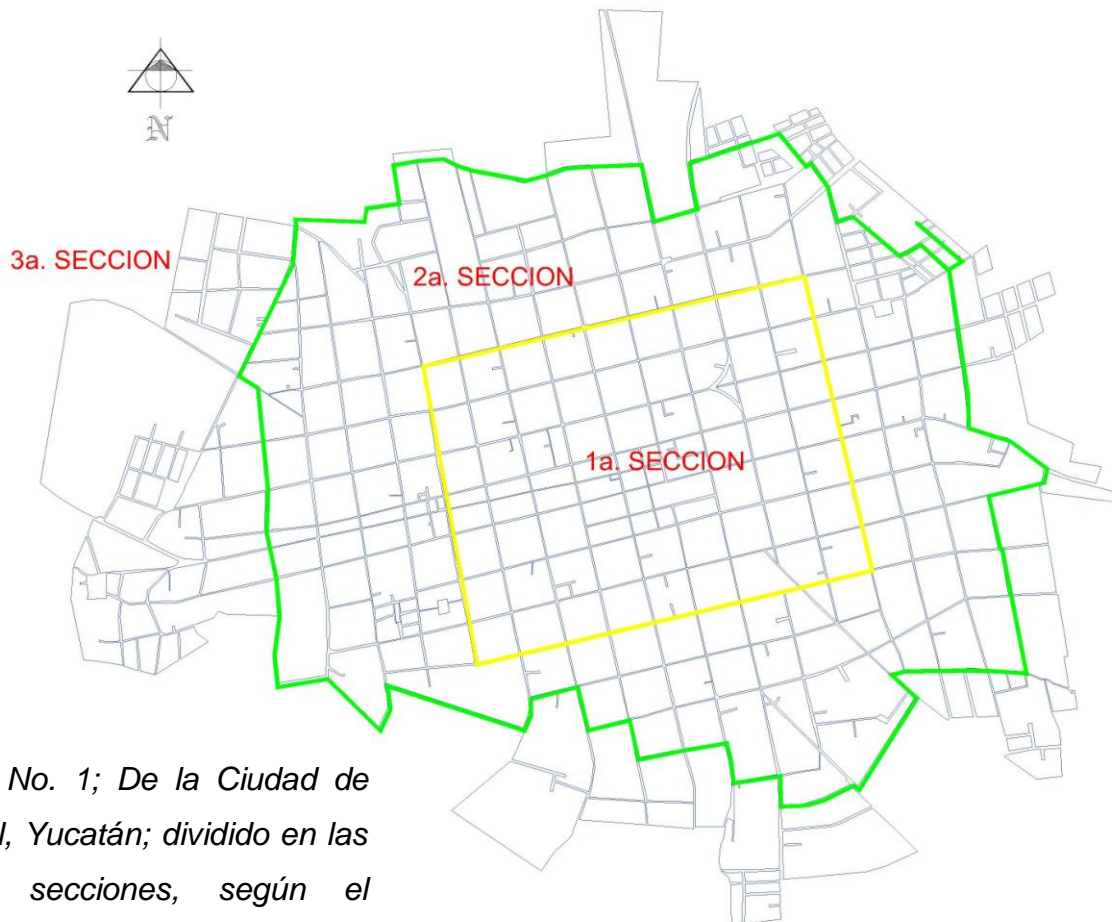 N
3a. SECCION
2a. SECCION
1a. SECCION
No. 1; De la Ciudad de
l, Yucatán; dividido en las
secciones, según el